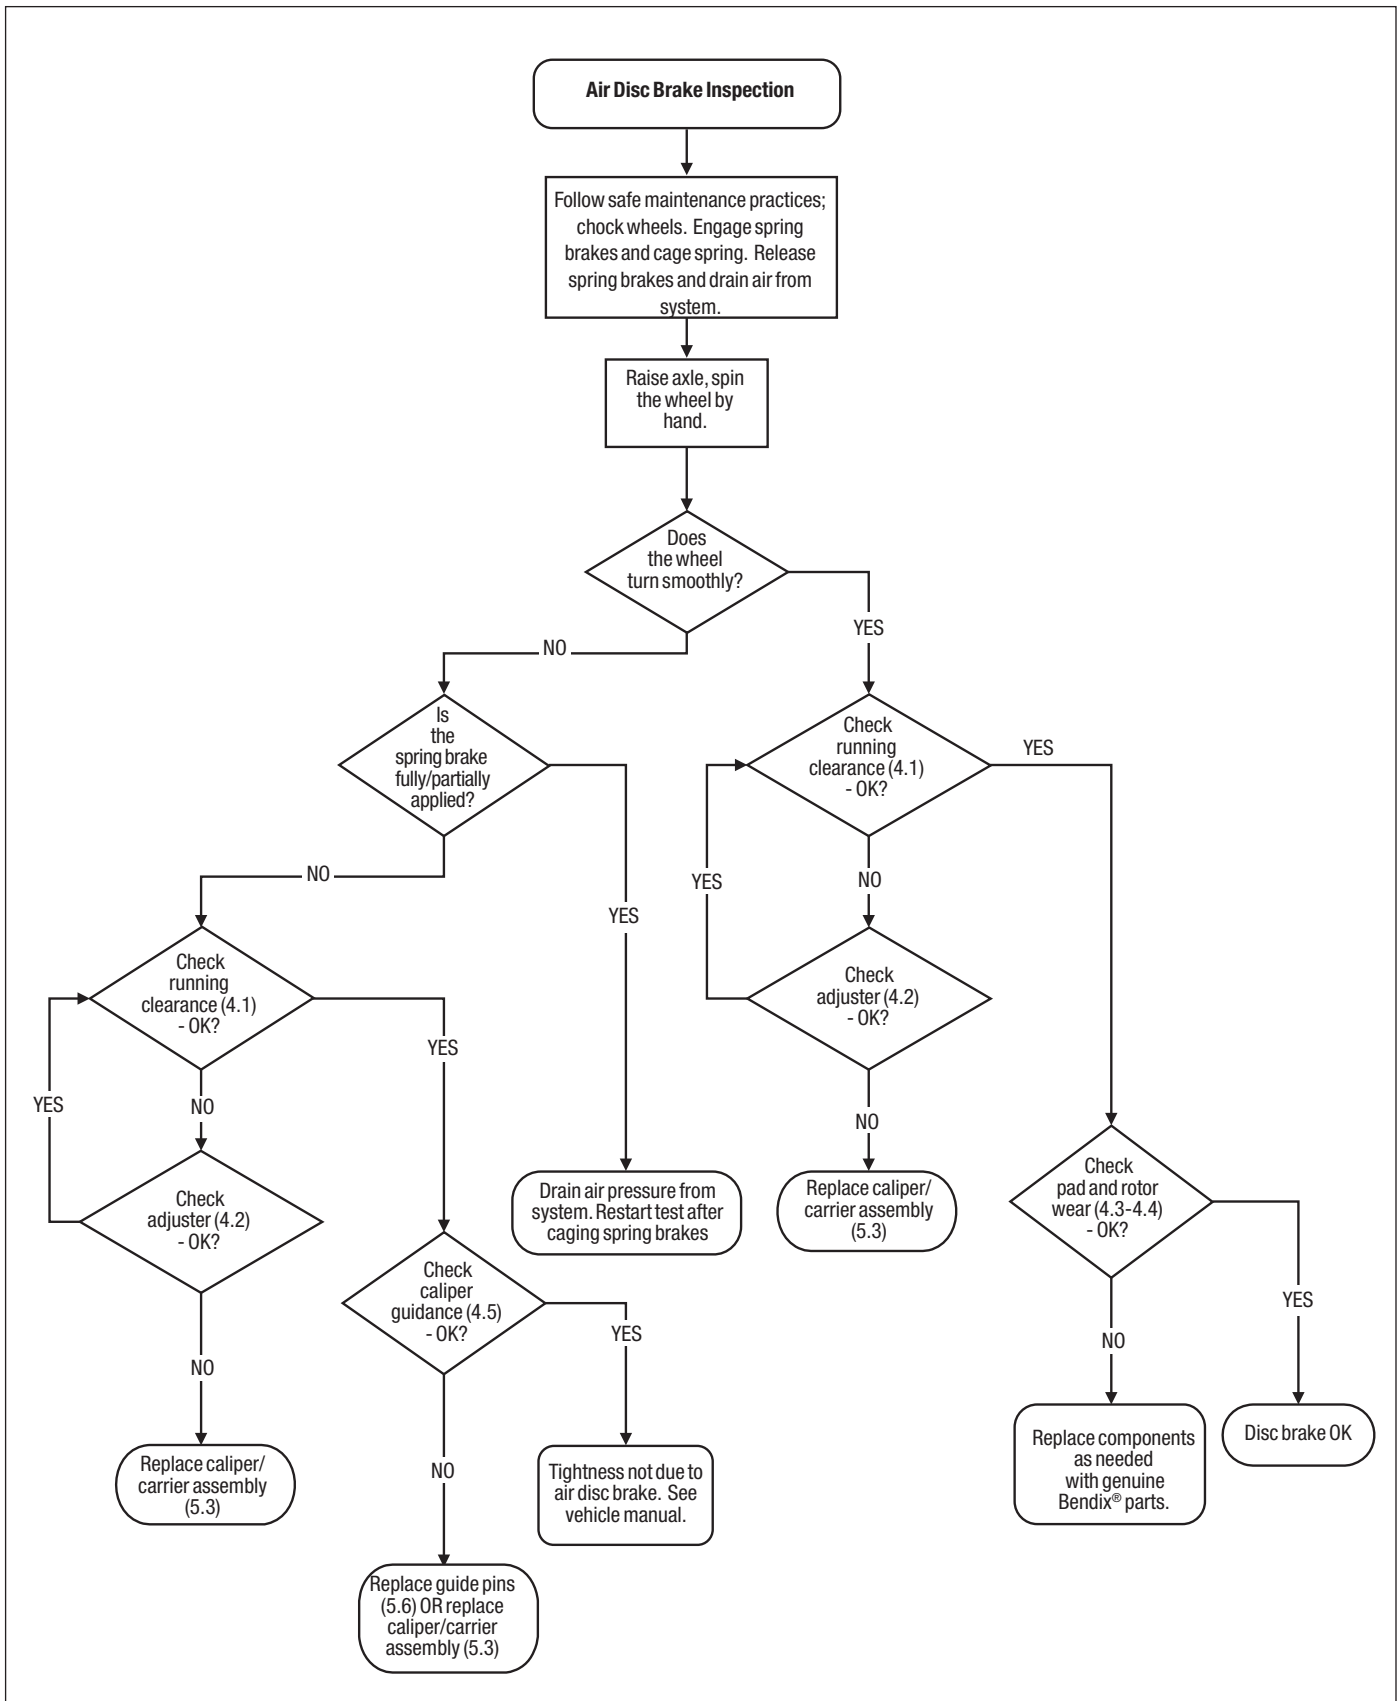 Air Disc Brake Inspection
Follow safe maintenance practices;
chock wheels. Engage spring
brakes and cage spring. Release
spring brakes and drain air from
system.
Raise axle, spin
the wheel by
hand.
Does
the wheel
turn smoothly?
NO
YES
Is
the
spring brake
fully/partially
applied?
Check
running
clearance (4.1)
- OK?
YES
NO
YES
NO
YES
Check
running
clearance (4.1)
- OK?
Check
adjuster (4.2)
- OK?
YES
YES
NO
NO
Check
adjuster (4.2)
- OK?
Drain air pressure from
system. Restart test after
caging spring brakes
Replace caliper/
carrier assembly
(5.3)
Check
pad and rotor
wear (4.3-4.4)
- OK?
Check
caliper
guidance (4.5)
- OK?
YES
YES
NO
NO
Replace caliper/
carrier assembly
(5.3)
NO
Tightness not due to
air disc brake. See
vehicle manual.
Replace components
as needed
with genuine
Bendix® parts.
Disc brake OK
Replace guide pins
(5.6) OR replace
caliper/carrier
assembly (5.3)